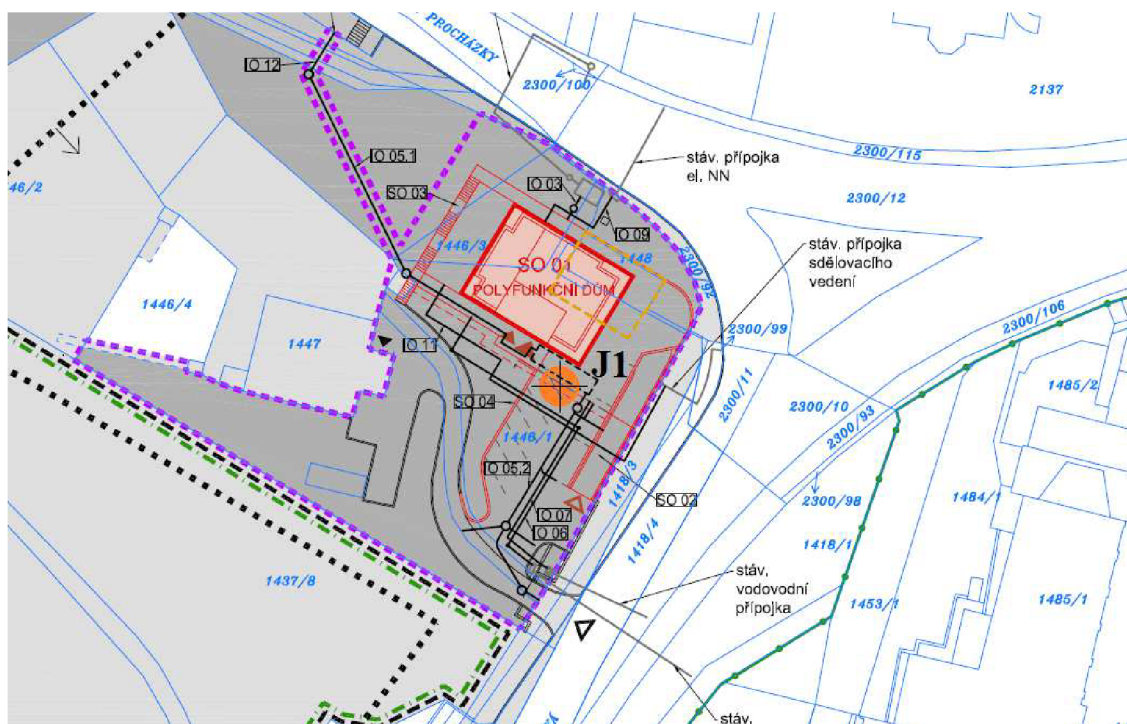 PROCHÁZKY
IO 12
2300/100
2137
2300/115
stáv. přípojka
el. NN
IO 05.1
46/2
SO 03
IO 03
2300/12
IO 09
1446/3
1448
SO 01
POLYFUNKČNÍ DŮM
2300/92
stáv. přípojka
sdělovacího
vedení
1446/4
2300/99
2300/106
1447
IO 11
J1
2300/11
1485/2
SO 04
2300/10
2300/93
1446/1
IO 05.2
1418/3
SO 02
2300/98
1484/1
IO 07
IO 06
1418/4
1418/1
1437/8
stáv.
vodovodní
přípojka
1453/1
1485/1
stáv.